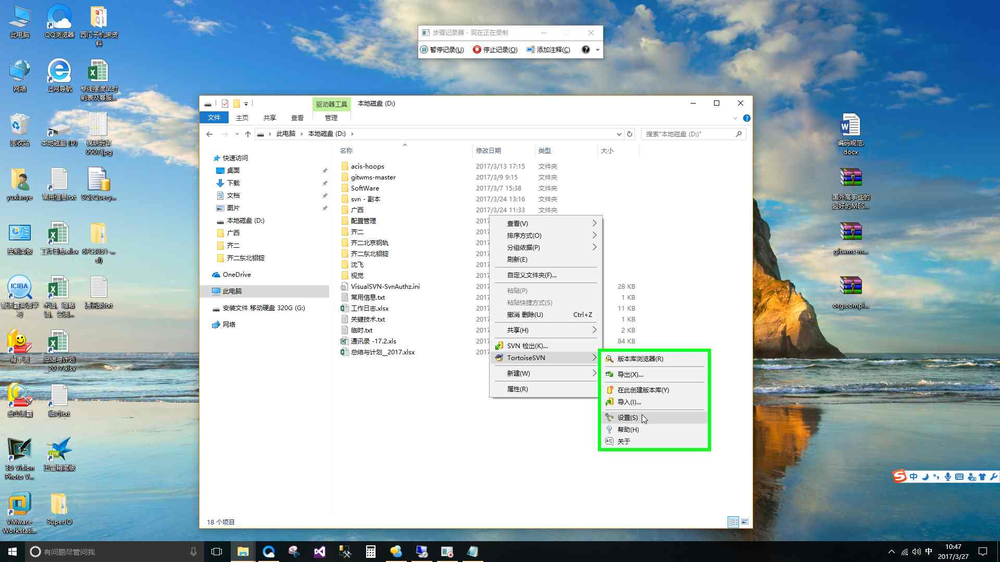 此电脑
QQ浏览器
西门子机床资
料
网络
上网导航
专线摆渡车时
刻表及客服...
回收站
本地磁盘 (D)
锦联班车
0907.jpg
yuxianye
常用信息.txt
SQLQuery...
控制面板
工作日志.xlsx
6FC5851-...
sl)
爱词霸英语学
习
术语、缩略
语、名词...
通讯录.txt
背单词
总结与计划
_2017.xlsx
金山词霸
临时.txt
3D Vision
Photo V...
迅雷精简版
VMware
Workstati...
SuperIO
步骤记录器 - 现在正在录制
暂停记录(U)
停止记录(O)
添加注释(C)
驱动器工具
本地磁盘 (D:)
文件
主页
共享
查看
管理
此电脑
本地磁盘 (D:)
搜索"本地磁盘 (D:)"
快速访问
桌面
下载
文档
图片
本地磁盘 (D:)
广西
齐二
齐二东北铝锭
OneDrive
此电脑
安装文件 移动硬盘 320G (G:)
网络
名称 修改日期 类型 大小
acis-hoops 2017/3/13 17:15 文件夹
gitwms-master 2017/3/9 9:15 文件夹
SoftWare 2017/3/7 15:38 文件夹
svn - 副本 2017/3/24 13:16 文件夹
广西 2017/3/24 11:33 文件夹
配置管理 2017
齐二 2017
齐二北京钢轨 2017
齐二东北铝锭 2017
沈飞 2017
视觉 2017
VisualSVN-SvnAuthz.ini 2017 28 KB
常用信息.txt 2017 1 KB
工作日志.xlsx 2017 11 KB
关键技术.txt 2017 1 KB
临时.txt 2017 2 KB
通讯录 -17.2.xls 2017 84 KB
总结与计划__2017.xlsx 2017
查看(V)
排序方式(O)
分组依据(P)
刷新(E)
自定义文件夹(F)...
粘贴(P)
粘贴快捷方式(S)
撤消 删除(U) Ctrl+Z
共享(H)
SVN 检出(K)...
TortoiseSVN
新建(W)
属性(R)
版本库浏览器(R)
导出(X)...
在此创建版本库(Y)
导入(I)...
设置(S)
帮助(H)
关于
18 个项目
编码规范.
docx
国外高手些的
超好的MES...
gitwms-m...
org.compl...
中
有问题尽管问我
中
10:47
2017/3/27